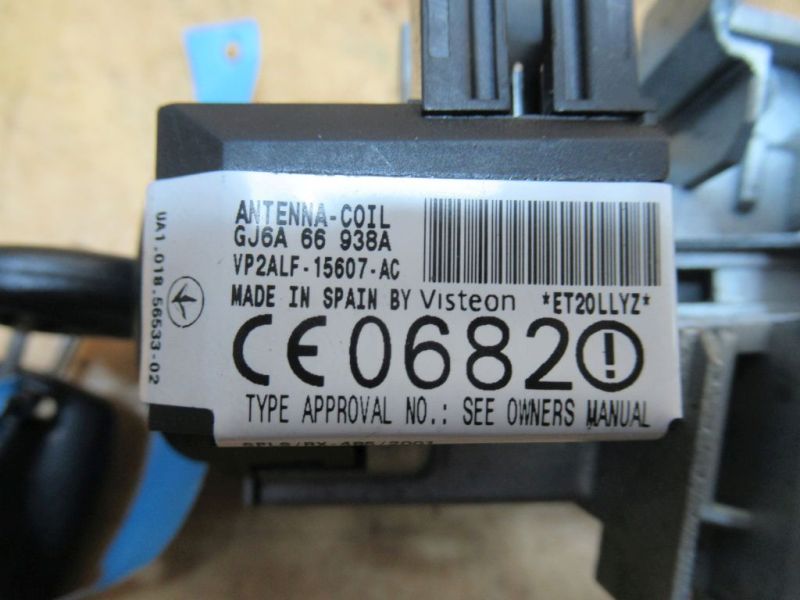 ANTENNA-COIL
GJ6A 66 938A
VP2ALF-15607-AC
MADE IN SPAIN BY Visteon
*ET20LLYZ*
CE0682
TYPE APPROVAL NO.: SEE OWNERS MANUAL
UA1.018.56533-02